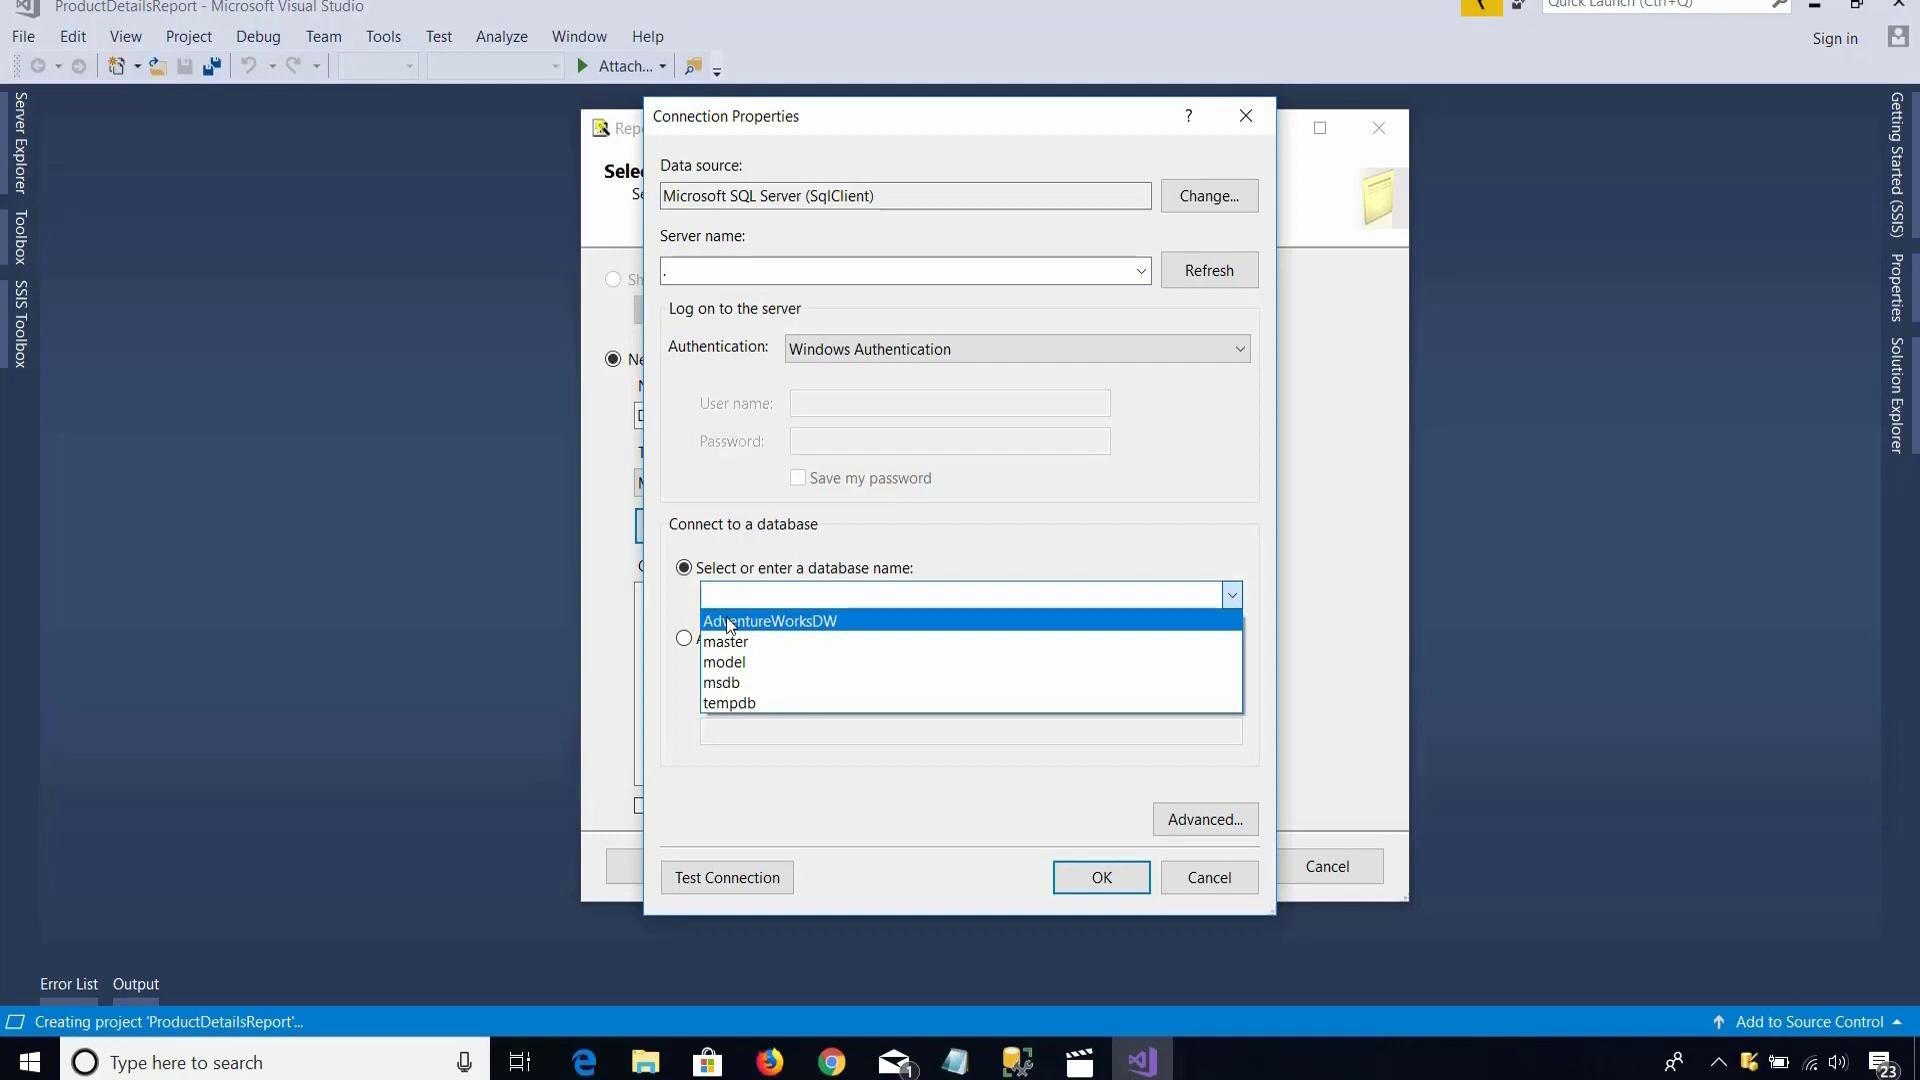 ProductDetailsReport - Microsoft Visual Studio
Quick Launch (Ctrl+Q)
File Edit View Project Debug Team Tools Test Analyze Window Help
Sign in
Attach...
Server Explorer
Toolbox
SSIS Toolbox
Getting Started (SSIS)
Properties
Solution Explorer
Connection Properties
?
Data source:
Microsoft SQL Server (SqlClient)
Change...
Server name:
.
Refresh
Log on to the server
Authentication:
Windows Authentication
User name:
Password:
Save my password
Connect to a database
Select or enter a database name:
AdventureWorksDW
master
model
msdb
tempdb
Advanced...
Test Connection
OK
Cancel
Cancel
Error List Output
Creating project 'ProductDetailsReport'...
Add to Source Control
Type here to search
1
23